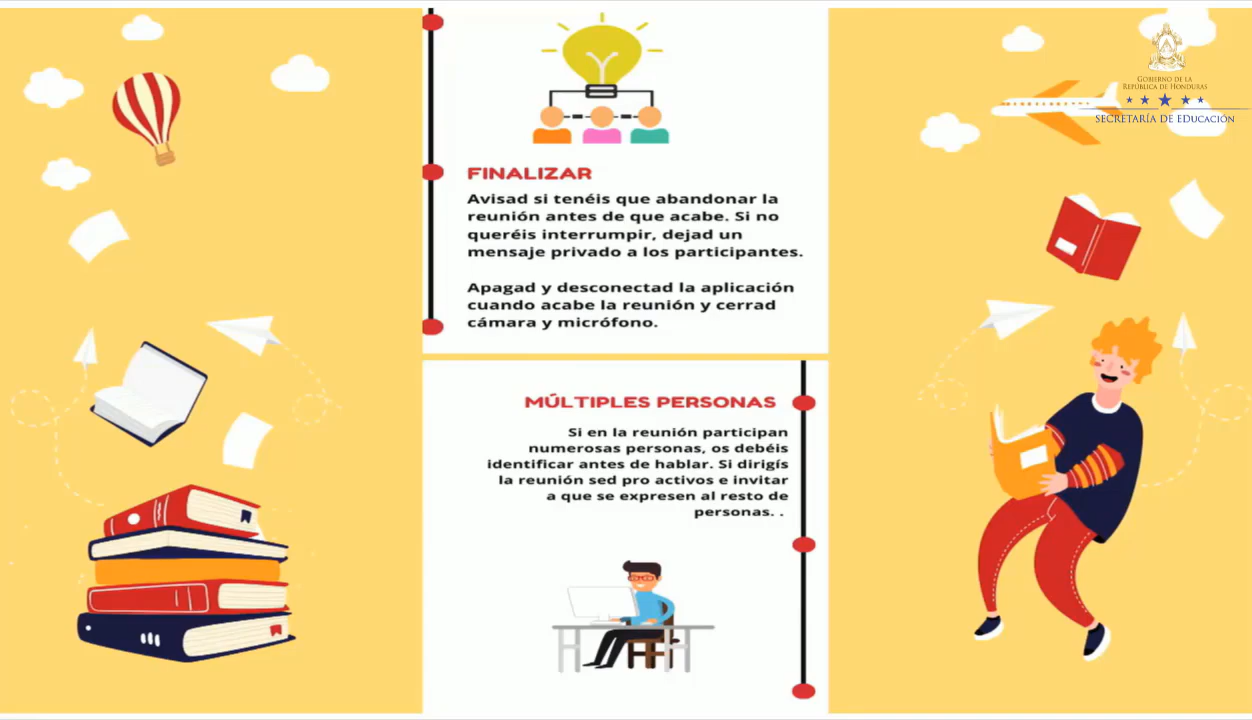 GOBIERNO DE LA
REPÚBLICA DE HONDURAS
SECRETARÍA DE EDUCACIÓN
FINALIZAR
Avisad si tenéis que abandonar la
reunión antes de que acabe. Si no
queréis interrumpir, dejad un
mensaje privado a los participantes.
Apagad y desconectad la aplicación
cuando acabe la reunión y cerrad
cámara y micrófono.
MÚLTIPLES PERSONAS
Si en la reunión participan
numerosas personas, os debéis
identificar antes de hablar. Si dirigís
la reunión sed pro activos e invitar
a que se expresen al resto de
personas. .